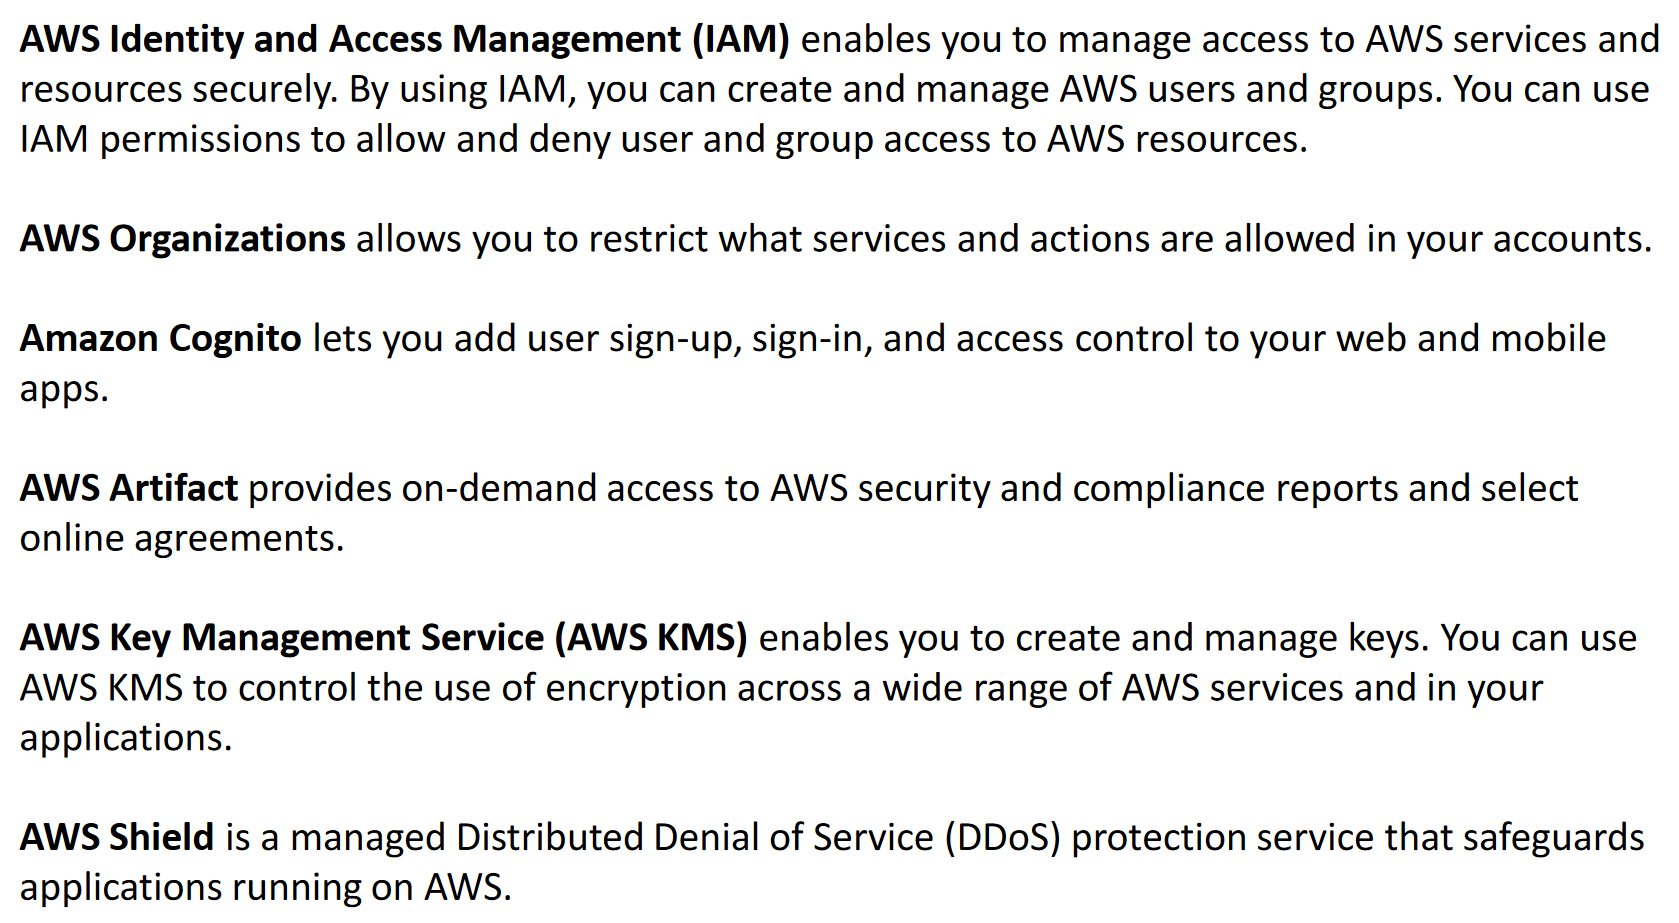 AWS Identity and Access Management (IAM) enables you to manage access to AWS services and
resources securely. By using IAM, you can create and manage AWS users and groups. You can use
IAM permissions to allow and deny user and group access to AWS resources.
AWS Organizations allows you to restrict what services and actions are allowed in your accounts.
Amazon Cognito lets you add user sign-up, sign-in, and access control to your web and mobile
apps.
AWS Artifact provides on-demand access to AWS security and compliance reports and select
online agreements.
AWS Key Management Service (AWS KMS) enables you to create and manage keys. You can use
AWS KMS to control the use of encryption across a wide range of AWS services and in your
applications.
AWS Shield is a managed Distributed Denial of Service (DDoS) protection service that safeguards
applications running on AWS.